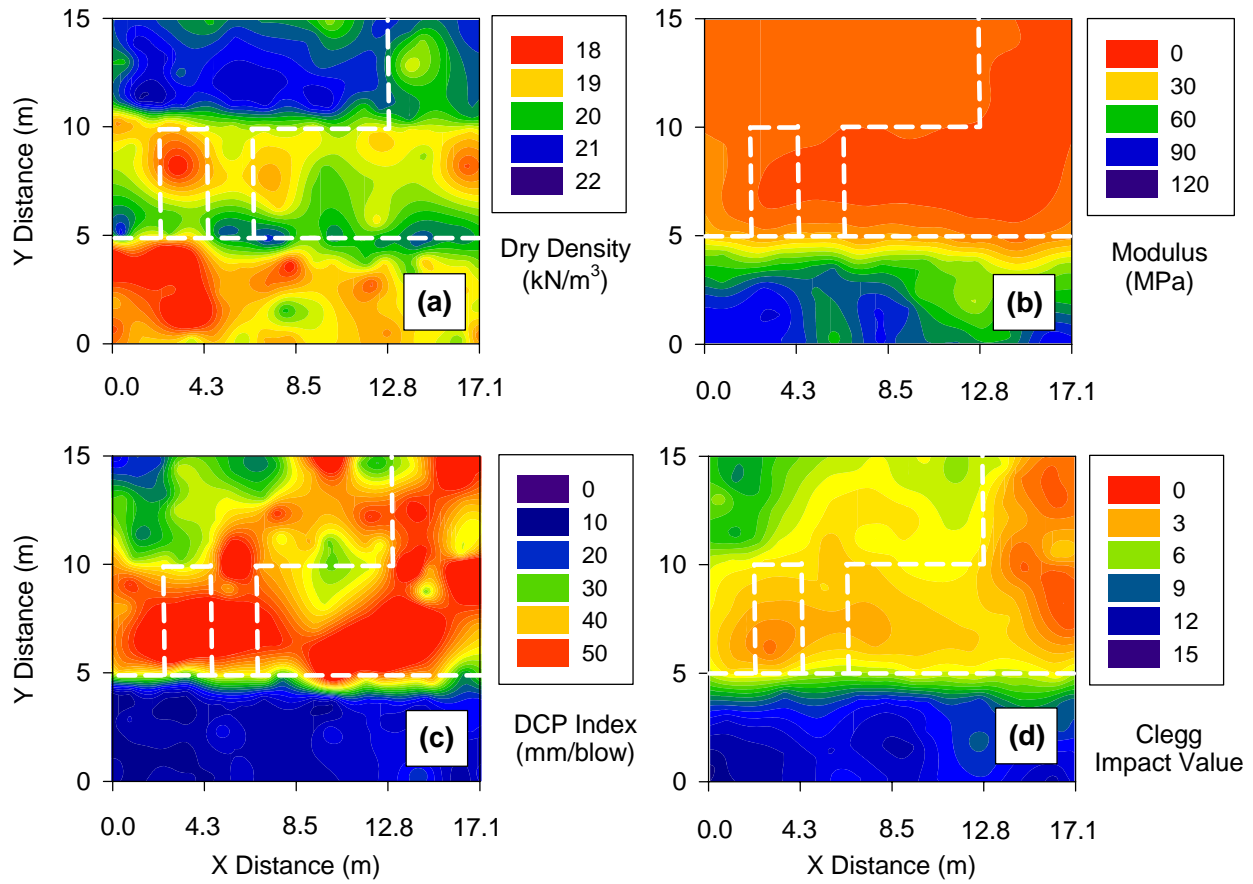 15
10
5
0
Y Distance (m)
0.0 4.3 8.5 12.8 17.1
(a)
18
19
20
21
22
Dry Density
(kN/m³)
15
10
5
0
0.0 4.3 8.5 12.8 17.1
(b)
0
30
60
90
120
Modulus
(MPa)
15
10
5
0
Y Distance (m)
0.0 4.3 8.5 12.8 17.1
X Distance (m)
(c)
0
10
20
30
40
50
DCP Index
(mm/blow)
15
10
5
0
0.0 4.3 8.5 12.8 17.1
X Distance (m)
(d)
0
3
6
9
12
15
Clegg
Impact Value